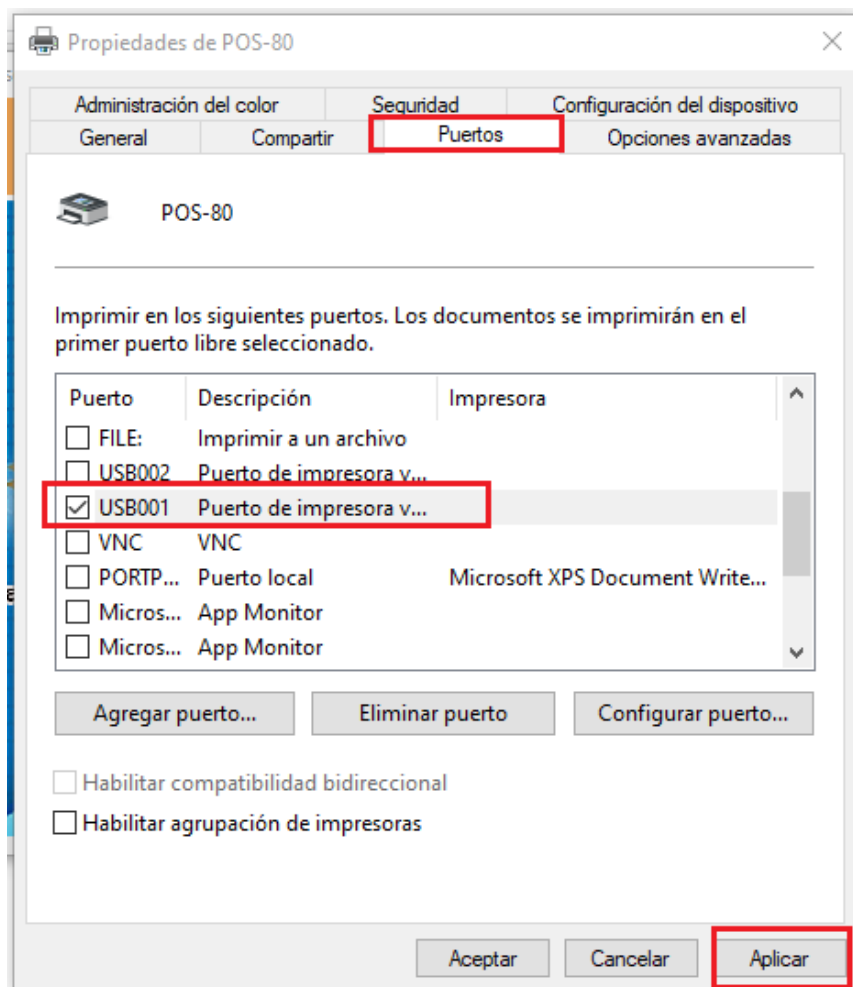 Propiedades de POS-80
Administración del color Seguridad Configuración del dispositivo
General Compartir Puertos Opciones avanzadas
POS-80
Imprimir en los siguientes puertos. Los documentos se imprimirán en el
primer puerto libre seleccionado.
Puerto Descripción Impresora
FILE: Imprimir a un archivo
USB002 Puerto de impresora v...
USB001 Puerto de impresora v...
VNC VNC
PORTP... Puerto local Microsoft XPS Document Write...
Micros... App Monitor
Micros... App Monitor
Agregar puerto... Eliminar puerto Configurar puerto...
Habilitar compatibilidad bidireccional
Habilitar agrupación de impresoras
Aceptar Cancelar Aplicar